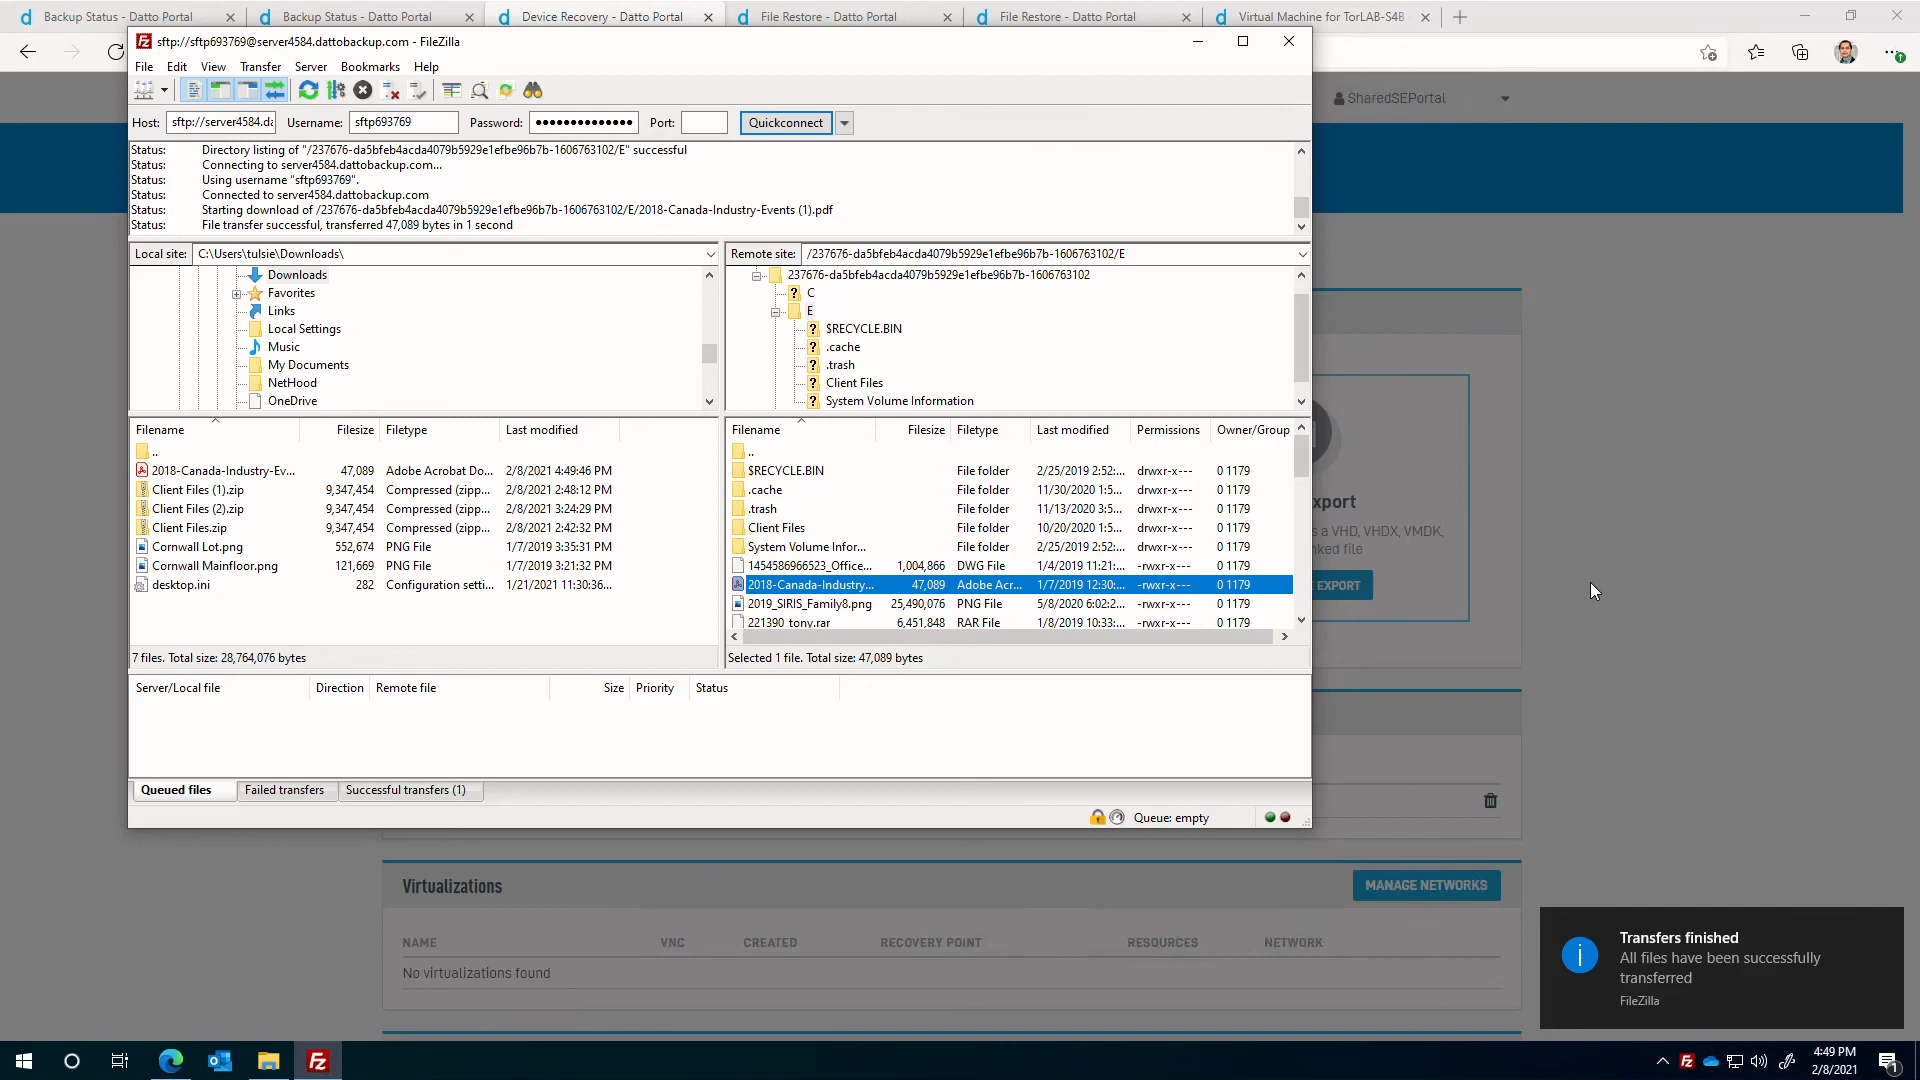 Backup Status - Datto Portal
Backup Status - Datto Portal
Device Recovery - Datto Portal
File Restore - Datto Portal
File Restore - Datto Portal
Virtual Machine for TorLAB-S4B
sftp://sftp693769@server4584.dattobackup.com - FileZilla
File Edit View Transfer Server Bookmarks Help
SharedSEPortal
Host: sftp://server4584.da Username: sftp693769 Password: ●●●●●●●●●●●●●● Port: Quickconnect
Status: Directory listing of "/237676-da5bfeb4acda4079b5929e1efbe96b7b-1606763102/E" successful
Status: Connecting to server4584.dattobackup.com...
Status: Using username "sftp693769".
Status: Connected to server4584.dattobackup.com
Status: Starting download of /237676-da5bfeb4acda4079b5929e1efbe96b7b-1606763102/E/2018-Canada-Industry-Events (1).pdf
Status: File transfer successful, transferred 47,089 bytes in 1 second
Local site: C:\Users\tulsie\Downloads\
Downloads
Favorites
Links
Local Settings
Music
My Documents
NetHood
OneDrive
Remote site: /237676-da5bfeb4acda4079b5929e1efbe96b7b-1606763102/E
237676-da5bfeb4acda4079b5929e1efbe96b7b-1606763102
? C
E
? $RECYCLE.BIN
? .cache
? .trash
? Client Files
? System Volume Information
Filename Filesize Filetype Last modified
..
2018-Canada-Industry-Ev... 47,089 Adobe Acrobat Do... 2/8/2021 4:49:46 PM
Client Files (1).zip 9,347,454 Compressed (zipp... 2/8/2021 2:48:12 PM
Client Files (2).zip 9,347,454 Compressed (zipp... 2/8/2021 3:24:29 PM
Client Files.zip 9,347,454 Compressed (zipp... 2/8/2021 2:42:32 PM
Cornwall Lot.png 552,674 PNG File 1/7/2019 3:35:31 PM
Cornwall Mainfloor.png 121,669 PNG File 1/7/2019 3:21:32 PM
desktop.ini 282 Configuration setti... 1/21/2021 11:30:36...
7 files. Total size: 28,764,076 bytes
Filename Filesize Filetype Last modified Permissions Owner/Group
..
$RECYCLE.BIN File folder 2/25/2019 2:52:... drwxr-x--- 0 1179
.cache File folder 11/30/2020 1:5... drwxr-x--- 0 1179
.trash File folder 11/13/2020 3:5... drwxr-x--- 0 1179
Client Files File folder 10/20/2020 1:5... drwxr-x--- 0 1179
System Volume Infor... File folder 2/25/2019 2:52:... drwxr-x--- 0 1179
1454586966523_Office... 1,004,866 DWG File 1/4/2019 11:21:... -rwxr-x--- 0 1179
2018-Canada-Industry... 47,089 Adobe Acr... 1/7/2019 12:30:... -rwxr-x--- 0 1179
2019_SIRIS_Family8.png 25,490,076 PNG File 5/8/2020 6:02:2... -rwxr-x--- 0 1179
221390_tony.rar 6,451,848 RAR File 1/8/2019 10:33:... -rwxr-x--- 0 1179
Selected 1 file. Total size: 47,089 bytes
xport
s a VHD, VHDX, VMDK,
nked file
EXPORT
Server/Local file Direction Remote file Size Priority Status
Queued files Failed transfers Successful transfers (1)
Queue: empty
Virtualizations
MANAGE NETWORKS
NAME VNC CREATED RECOVERY POINT RESOURCES NETWORK
No virtualizations found
Transfers finished
All files have been successfully
transferred
FileZilla
4:49 PM
2/8/2021
1